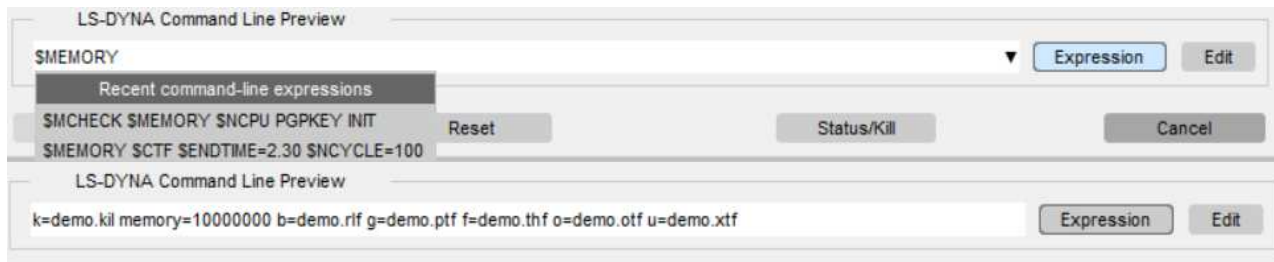 LS-DYNA Command Line Preview
$MEMORY ▼ Expression Edit
Recent command-line expressions
$MCHECK $MEMORY $NCPU PGPKEY INIT
Reset Status/Kill Cancel
$MEMORY $CTF $ENDTIME=2.30 $NCYCLE=100
LS-DYNA Command Line Preview
k=demo.kil memory=10000000 b=demo.rlf g=demo.ptf f=demo.thf o=demo.otf u=demo.xtf Expression Edit